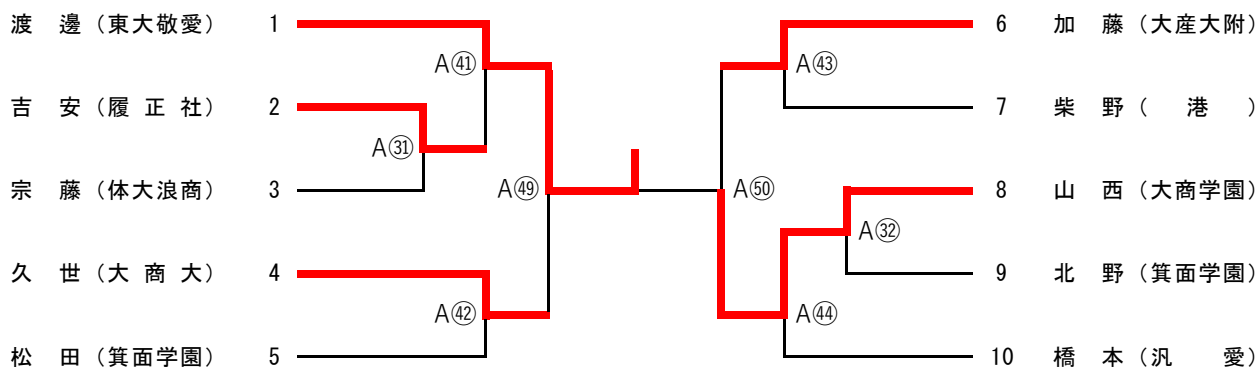 渡　邊（東大敬愛）　1
吉　安（履 正 社）　2
宗　藤（体大浪商）　3
久　世（大 商 大）　4
松　田（箕面学園）　5
A㊶
A㉛
A㊾
A㊷
A㊸
A㊿
A㉜
A㊹
6　加　藤（大産大附）
7　柴　野（　港　）
8　山　西（大商学園）
9　北　野（箕面学園）
10　橋　本（汎　　愛）